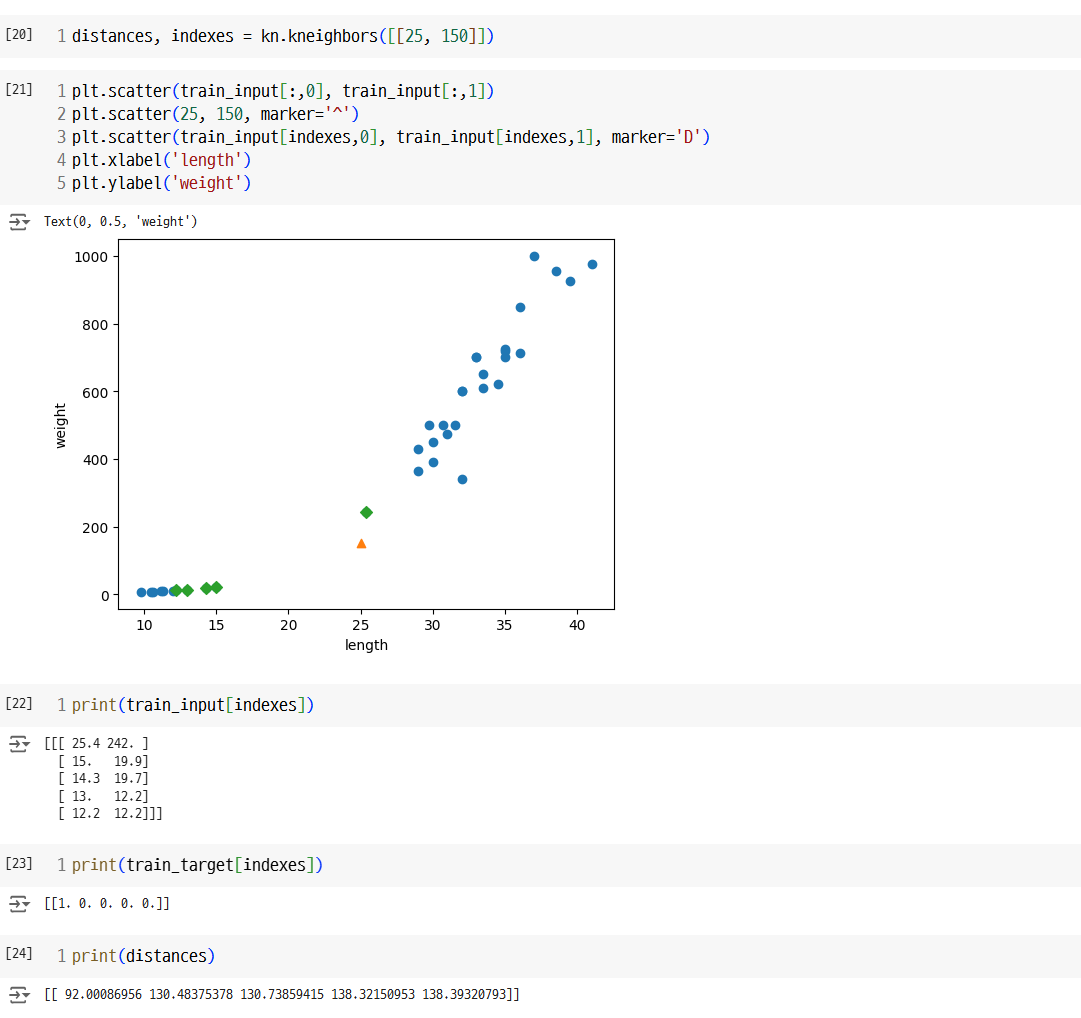 [20] 1 distances, indexes = kn.kneighbors([[25, 150]])
[21] 1 plt.scatter(train_input[:,0], train_input[:,1])
2 plt.scatter(25, 150, marker='^')
3 plt.scatter(train_input[indexes,0], train_input[indexes,1], marker='D')
4 plt.xlabel('length')
5 plt.ylabel('weight')
Text(0, 0.5, 'weight')
1000
800
600
400
200
0
weight
10 15 20 25 30 35 40
length
[22] 1 print(train_input[indexes])
[[[ 25.4 242. ]
[ 15. 19.9]
[ 14.3 19.7]
[ 13. 12.2]
[ 12.2 12.2]]]
[23] 1 print(train_target[indexes])
[[1. 0. 0. 0. 0.]]
[24] 1 print(distances)
[[ 92.00086956 130.48375378 130.73859415 138.32150953 138.39320793]]